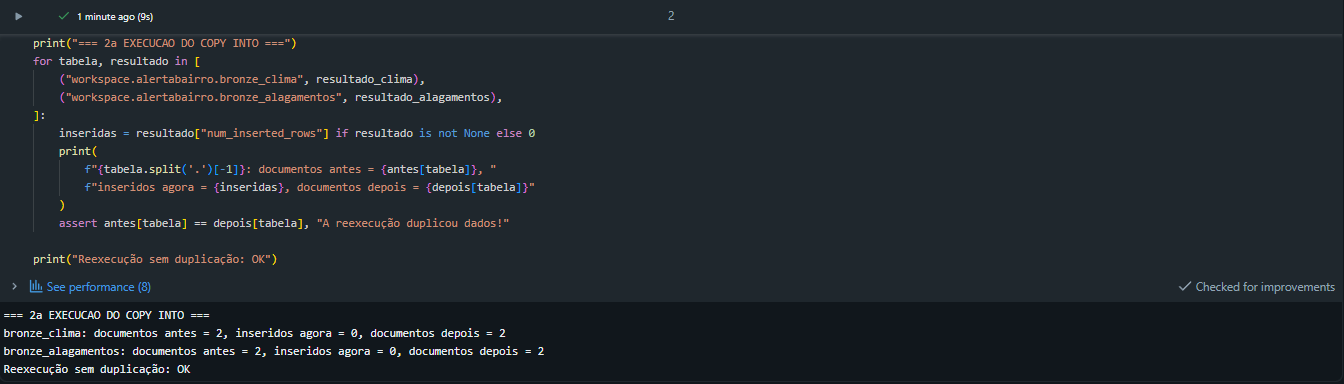 1 minute ago (9s)
2
print("=== 2a EXECUCAO DO COPY INTO ===")
for tabela, resultado in [
("workspace.alertabairro.bronze_clima", resultado_clima),
("workspace.alertabairro.bronze_alagamentos", resultado_alagamentos),
]:
inseridas = resultado["num_inserted_rows"] if resultado is not None else 0
print(
f"{tabela.split('.')[-1]}: documentos antes = {antes[tabela]}, "
f"inseridos agora = {inseridas}, documentos depois = {depois[tabela]}"
)
assert antes[tabela] == depois[tabela], "A reexecução duplicou dados!"
print("Reexecução sem duplicação: OK")
See performance (8)
Checked for improvements
=== 2a EXECUCAO DO COPY INTO ===
bronze_clima: documentos antes = 2, inseridos agora = 0, documentos depois = 2
bronze_alagamentos: documentos antes = 2, inseridos agora = 0, documentos depois = 2
Reexecução sem duplicação: OK